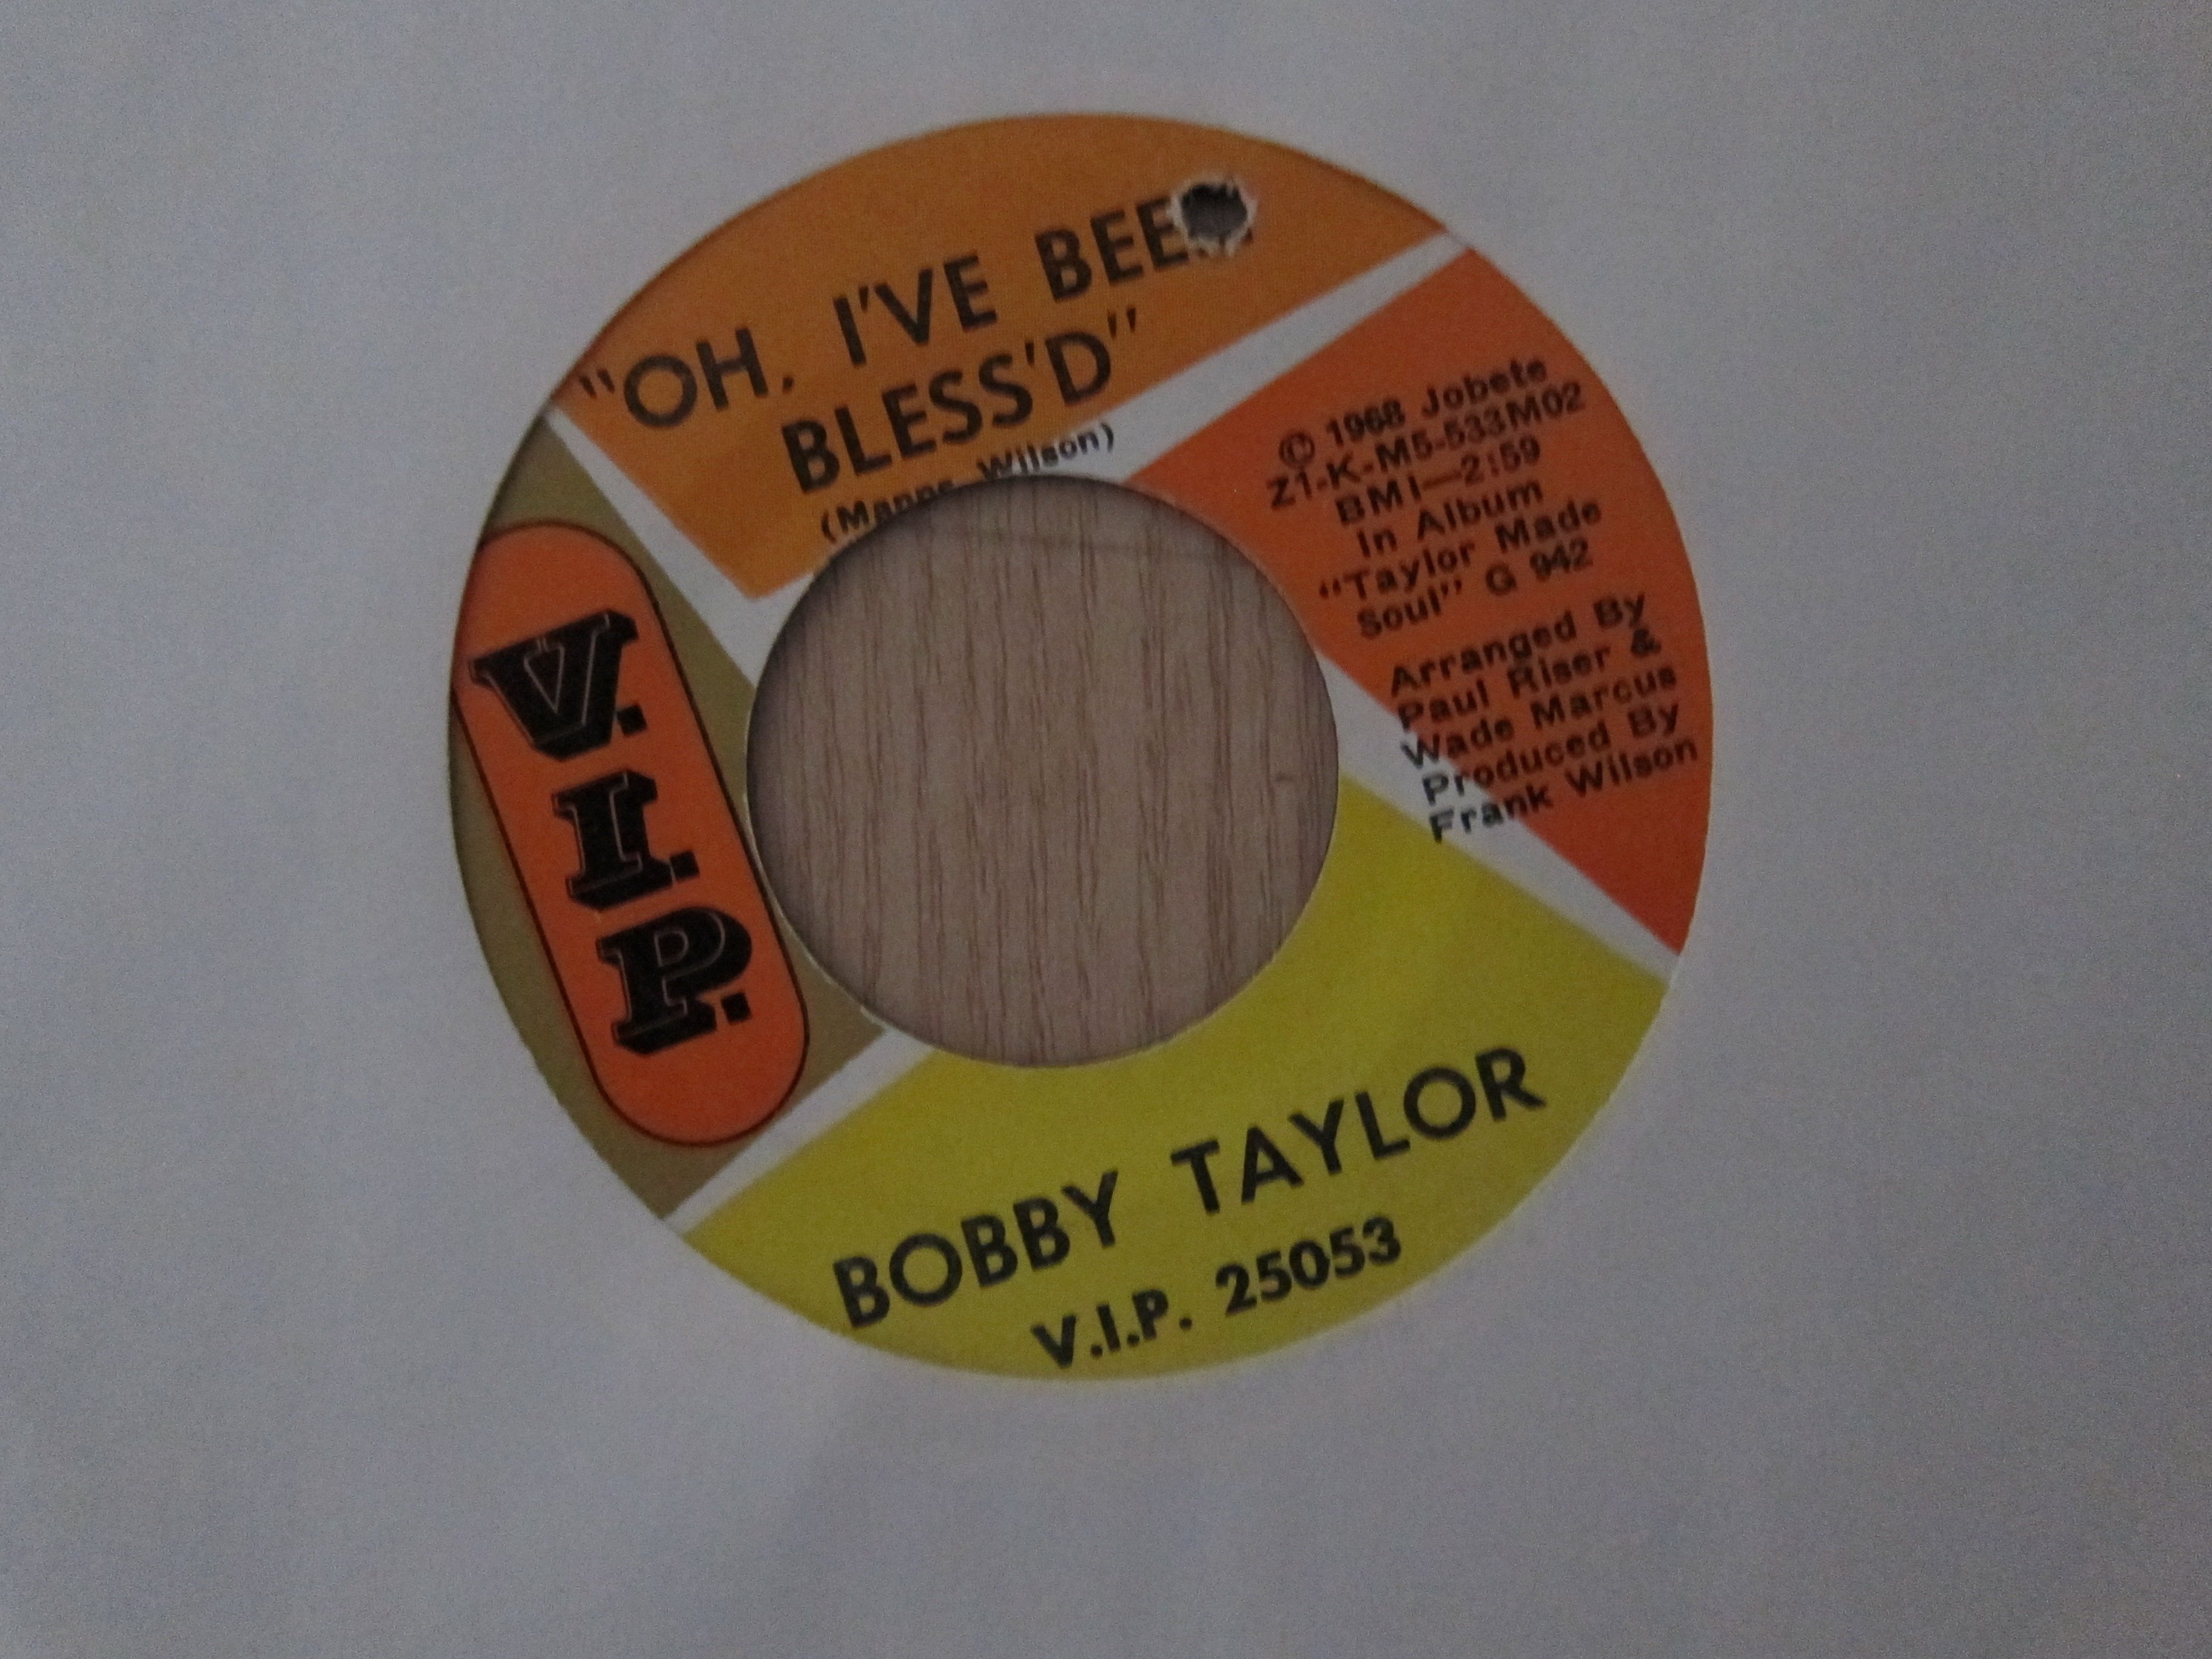 "OH, I'VE BEE
BLESS'D"
Wilson)
© 1968 Jobete
Z1-K-M5-533M02
BMI—2:59
In Album
"Taylor Made
Soul" G 942
Arranged By
Paul Riser &
Wade Marcus
Produced By
Frank Wilson
V.I.P.
BOBBY TAYLOR
V.I.P. 25053